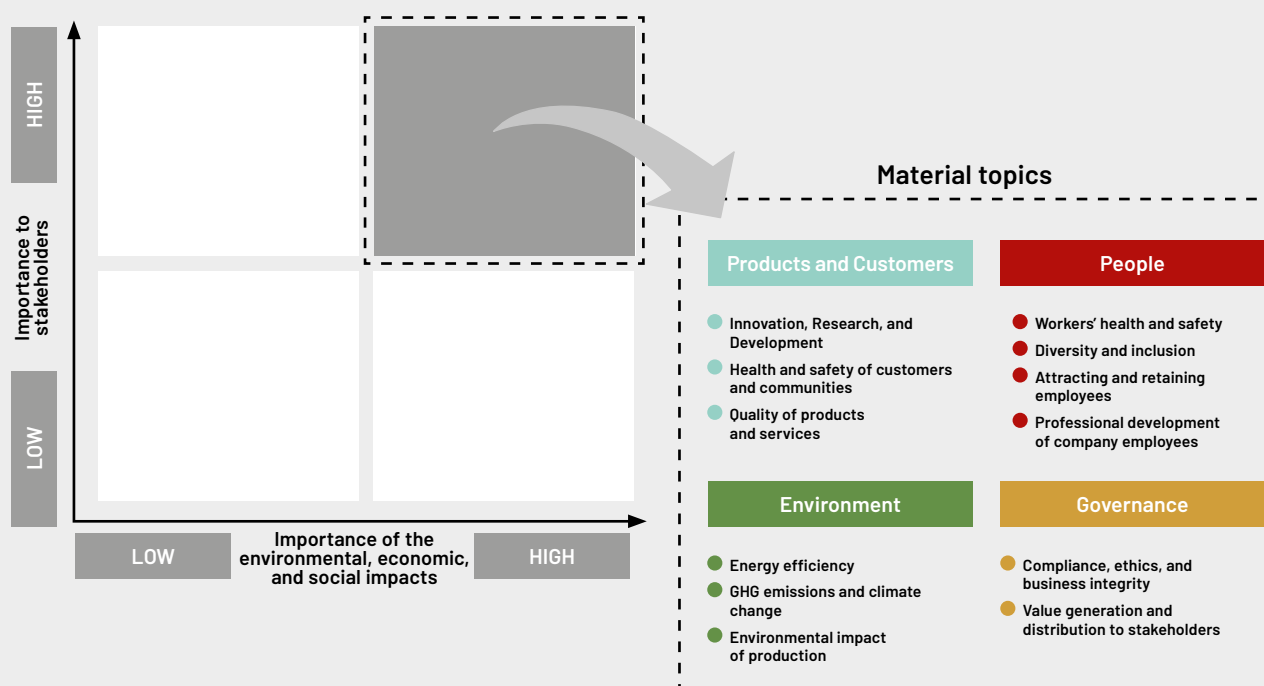 HIGH
Importance to
stakeholders
LOW
LOW
Importance of the
environmental, economic,
and social impacts
HIGH
Material topics
Products and Customers
Innovation, Research, and
Development
Health and safety of customers
and communities
Quality of products
and services
People
Workers’ health and safety
Diversity and inclusion
Attracting and retaining
employees
Professional development
of company employees
Environment
Energy efficiency
GHG emissions and climate
change
Environmental impact
of production
Governance
Compliance, ethics, and
business integrity
Value generation and
distribution to stakeholders